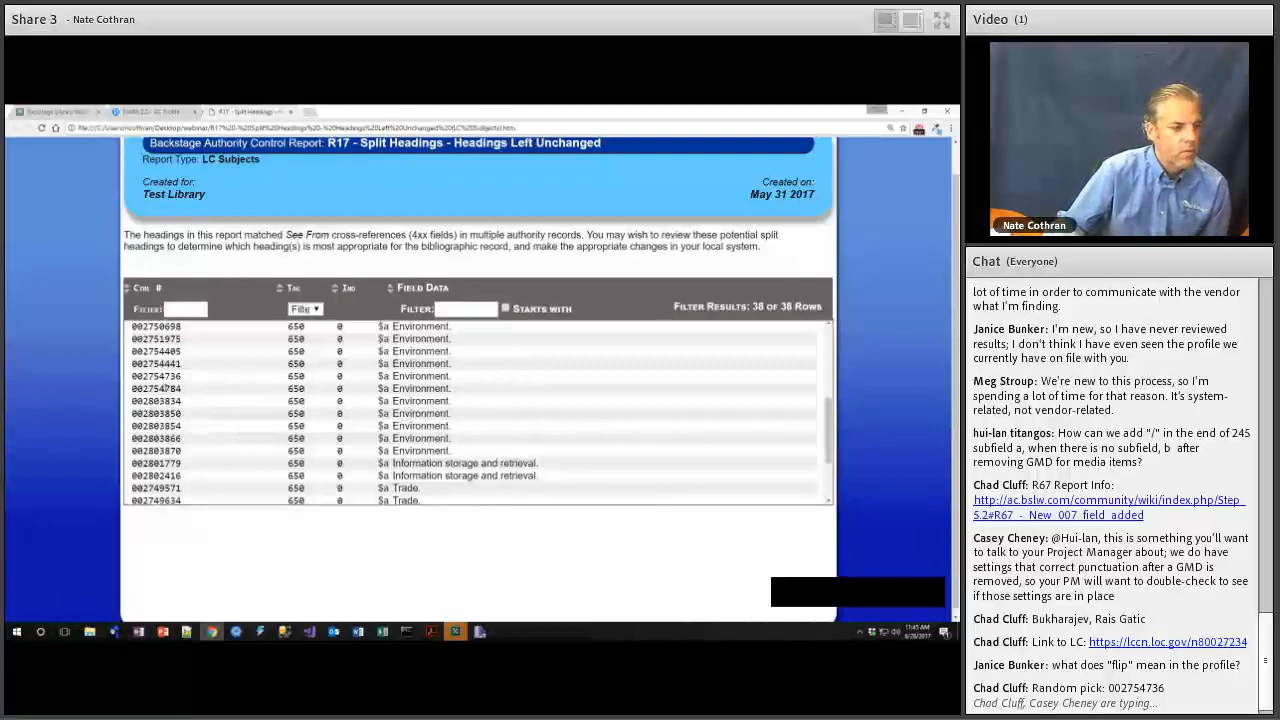 Share 3 - Nate Cothran
R17 - Split Headings
Backstage Authority Control Report: R17 - Split Headings - Headings Left Unchanged
Report Type: LC Subjects
Created for:
Created on:
Test Library
May 31 2017
The headings in this report matched See From cross-references (4xx fields) in multiple authority records. You may wish to review these potential split
headings to determine which heading(s) is most appropriate for the bibliographic record, and make the appropriate changes in your local system.
Ctrl # Tag Ind Field Data
Filter: Filte Filter: Starts with Filter Results: 38 of 38 Rows
002750698 650 0 $a Environment.
002751975 650 0 $a Environment.
002754405 650 0 $a Environment.
002754441 650 0 $a Environment.
002754736 650 0 $a Environment.
002754784 650 0 $a Environment.
002803834 650 0 $a Environment.
002803850 650 0 $a Environment.
002803854 650 0 $a Environment.
002803866 650 0 $a Environment.
002803870 650 0 $a Environment.
002801779 650 0 $a Information storage and retrieval.
002802416 650 0 $a Information storage and retrieval.
002749571 650 0 $a Trade.
002749634 650 0 $a Trade.
11:45 AM
6/28/2017
Video (1)
Nate Cothran
Chat (Everyone)
lot of time in order to communicate with the vendor
what I'm finding.
Janice Bunker: I'm new, so I have never reviewed
results; I don't think I have even seen the profile we
currently have on file with you.
Meg Stroup: We're new to this process, so I'm
spending a lot of time for that reason. It's system-
related, not vendor-related.
hui-lan titangos: How can we add "/" in the end of 245
subfield a, when there is no subfield, b after
removing GMD for media items?
Chad Cluff: R67 Report Info:
http://ac.bslw.com/community/wiki/index.php/Step_
5.2#R67_-_New_007_field_added
Casey Cheney: @Hui-lan, this is something you'll want
to talk to your Project Manager about; we do have
settings that correct punctuation after a GMD is
removed, so your PM will want to double-check to see
if those settings are in place
Chad Cluff: Bukharajev, Raìs Gatic
Chad Cluff: Link to LC: https://lccn.loc.gov/n80027234
Janice Bunker: what does "flip" mean in the profile?
Chad Cluff: Random pick: 002754736
Chad Cluff, Casey Cheney are typing...